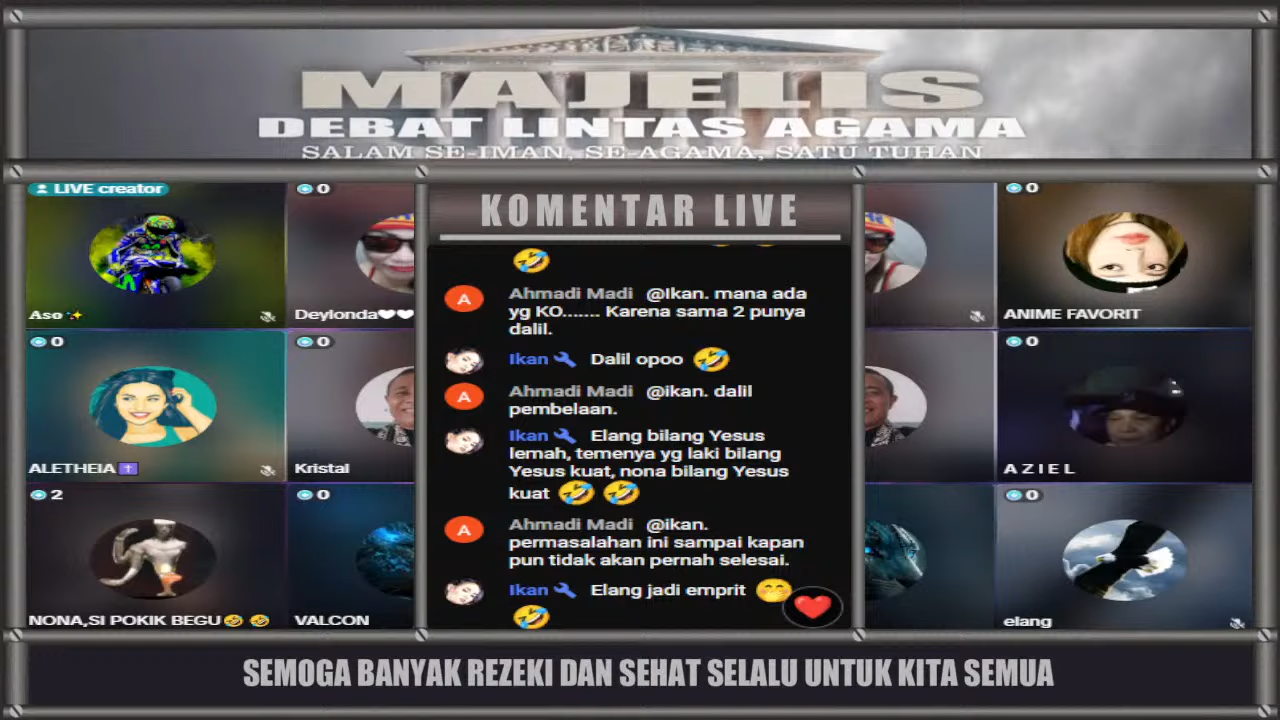 MAJELIS
DEBAT LINTAS AGAMA
SALAM SE-IMAN, SE-AGAMA, SATU TUHAN
LIVE creator
0
0
KOMENTAR LIVE
Aso
Deylonda
ANIME FAVORIT
Ahmadi Madi @Ikan. mana ada
yg KO....... Karena sama 2 punya
dalil.
Ikan Dalil opoo 🤣
Ahmadi Madi @ikan. dalil
pembelaan.
Ikan Elang bilang Yesus
lemah, temenya yg laki bilang
Yesus kuat, nona bilang Yesus
kuat 🤣 🤣
Ahmadi Madi @ikan.
permasalahan ini sampai kapan
pun tidak akan pernah selesai.
Ikan Elang jadi emprit 🤭
🤣
0
0
0
ALETHEIA
Kristal
A Z I E L
2
0
0
NONA,SI POKIK BEGU🤣 🤣
VALCON
elang
SEMOGA BANYAK REZEKI DAN SEHAT SELALU UNTUK KITA SEMUA